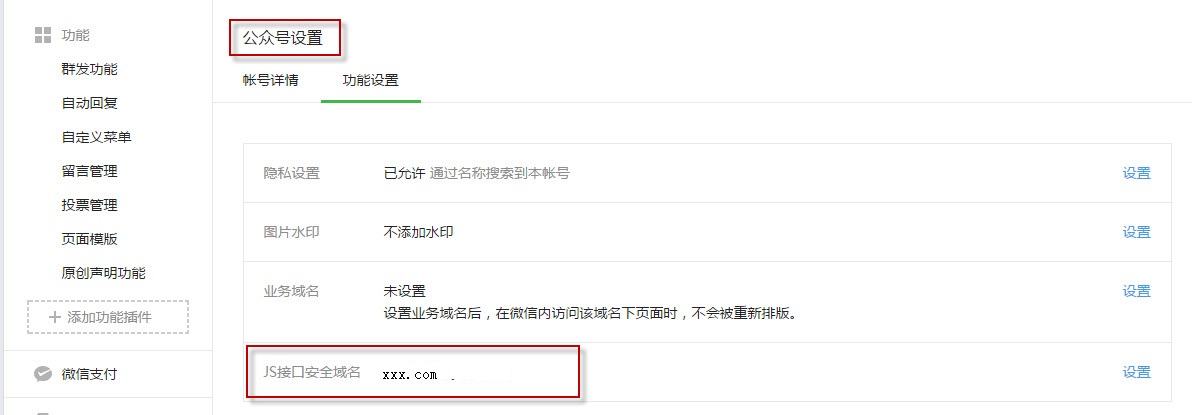 功能
群发功能
自动回复
自定义菜单
留言管理
投票管理
页面模版
原创声明功能
添加功能插件
微信支付
公众号设置
帐号详情 功能设置
隐私设置 已允许 通过名称搜索到本帐号 设置
图片水印 不添加水印 设置
业务域名 未设置 设置
设置业务域名后，在微信内访问该域名下页面时，不会被重新排版。
JS接口安全域名 xxx.com 设置